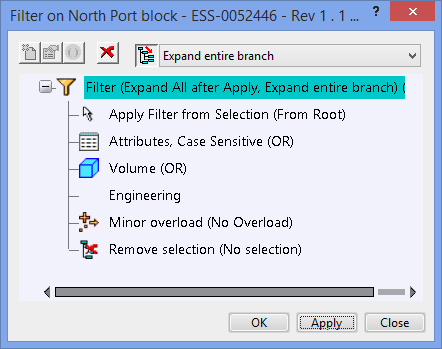 Filter on North Port block - ESS-0052446 - Rev 1 . 1 ...
?
Expand entire branch
Filter (Expand All after Apply, Expand entire branch) (
Apply Filter from Selection (From Root)
Attributes, Case Sensitive (OR)
Volume (OR)
Engineering
Minor overload (No Overload)
Remove selection (No selection)
OK Apply Close